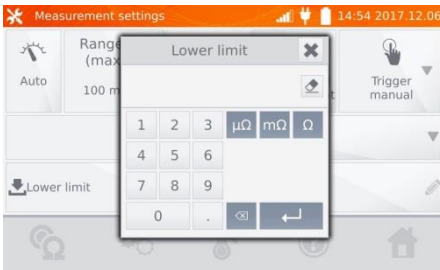 Measurement settings 14:54 2017.12.06
Range
(max
Auto
100 m
Lower limit
Trigger
manual
1 2 3 µΩ mΩ Ω
4 5 6
7 8 9
0 .
Lower limit